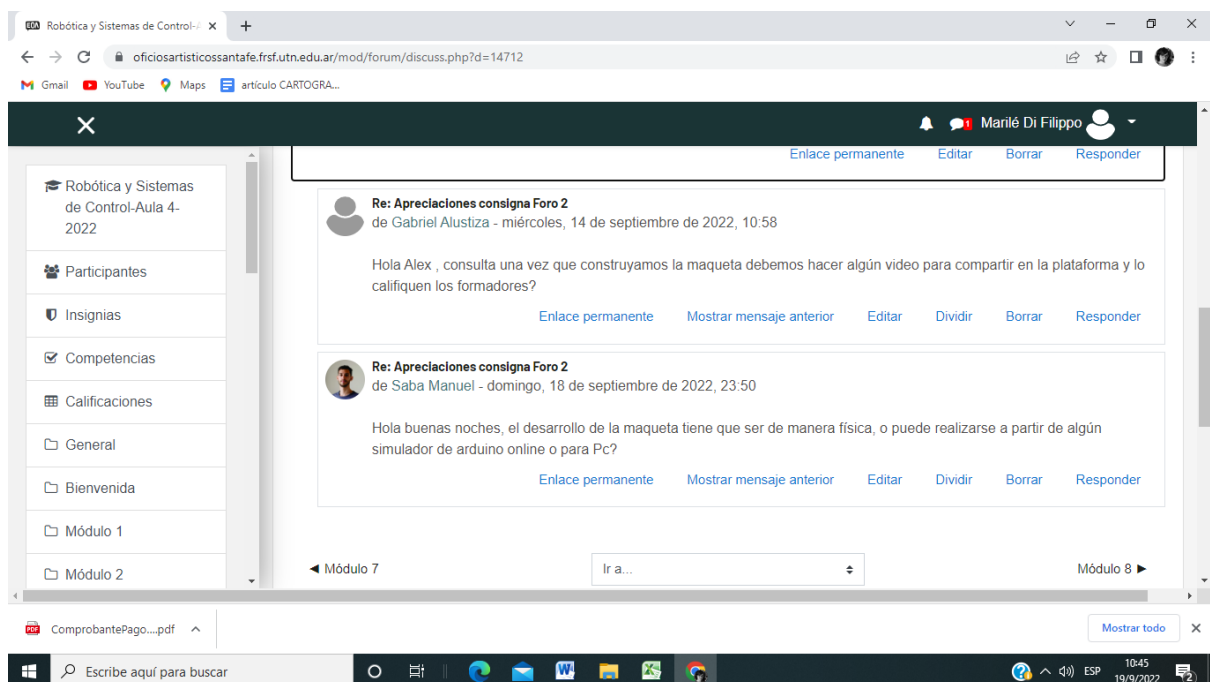 Robótica y Sistemas de Control-A
oficiosartisticossantafe.frsf.utn.edu.ar/mod/forum/discuss.php?d=14712
Gmail YouTube Maps artículo CARTOGRA...
1 Marilé Di Filippo
Robótica y Sistemas
de Control-Aula 4-
2022
Participantes
Insignias
Competencias
Calificaciones
General
Bienvenida
Módulo 1
Módulo 2
Enlace permanente Editar Borrar Responder
Re: Apreciaciones consigna Foro 2
de Gabriel Alustiza - miércoles, 14 de septiembre de 2022, 10:58
Hola Alex , consulta una vez que construyamos la maqueta debemos hacer algún video para compartir en la plataforma y lo
califiquen los formadores?
Enlace permanente Mostrar mensaje anterior Editar Dividir Borrar Responder
Re: Apreciaciones consigna Foro 2
de Saba Manuel - domingo, 18 de septiembre de 2022, 23:50
Hola buenas noches, el desarrollo de la maqueta tiene que ser de manera física, o puede realizarse a partir de algún
simulador de arduino online o para Pc?
Enlace permanente Mostrar mensaje anterior Editar Dividir Borrar Responder
◄ Módulo 7 Ir a... Módulo 8 ►
PDF ComprobantePago....pdf Mostrar todo
Escribe aquí para buscar ESP 10:45
19/9/2022 2